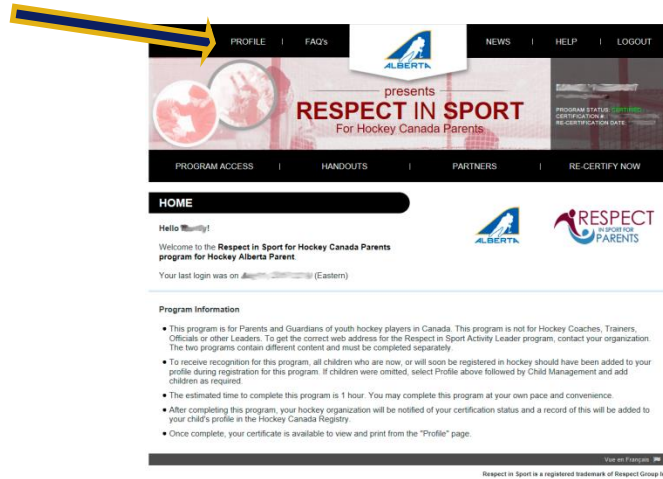 PROFILE | FAQ's NEWS | HELP | LOGOUT
ALBERTA
presents
RESPECT IN SPORT
For Hockey Canada Parents
PROGRAM STATUS: CERTIFIED
CERTIFICATION #:
RE-CERTIFICATION DATE:
PROGRAM ACCESS | HANDOUTS | PARTNERS | RE-CERTIFY NOW
HOME
Hello
Welcome to the Respect in Sport for Hockey Canada Parents
program for Hockey Alberta Parent.
Your last login was on (Eastern)
ALBERTA
RESPECT
IN SPORT FOR
PARENTS
Program Information
• This program is for Parents and Guardians of youth hockey players in Canada. This program is not for Hockey Coaches, Trainers,
Officials or other Leaders. To get the correct web address for the Respect in Sport Activity Leader program, contact your organization.
The two programs contain different content and must be completed separately.
• To receive recognition for this program, all children who are now, or will soon be registered in hockey should have been added to your
profile during registration for this program. If children were omitted, select Profile above followed by Child Management and add
children as required.
• The estimated time to complete this program is 1 hour. You may complete this program at your own pace and convenience.
• After completing this program, your hockey organization will be notified of your certification status and a record of this will be added to
your child's profile in the Hockey Canada Registry.
• Once complete, your certificate is available to view and print from the "Profile" page.
Vue en Français
Respect in Sport is a registered trademark of Respect Group I